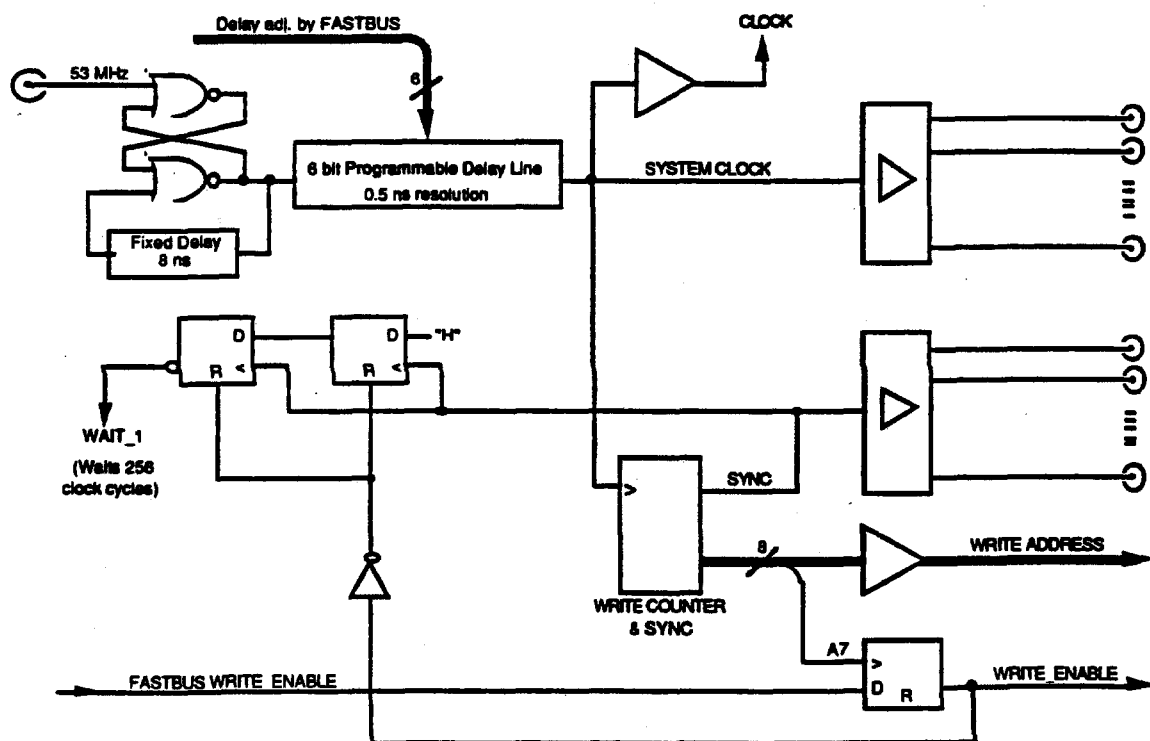 Delay adj. by FASTBUS
CLOCK
53 MHz
6
6 bit Programmable Delay Line
0.5 ns resolution
SYSTEM CLOCK
Fixed Delay
8 ns
D
R
<
D
"H"
R
<
WAIT_1
(Waits 256
clock cycles)
>
SYNC
8
WRITE ADDRESS
WRITE COUNTER
& SYNC
A7
>
D
R
FASTBUS WRITE_ENABLE
WRITE_ENABLE